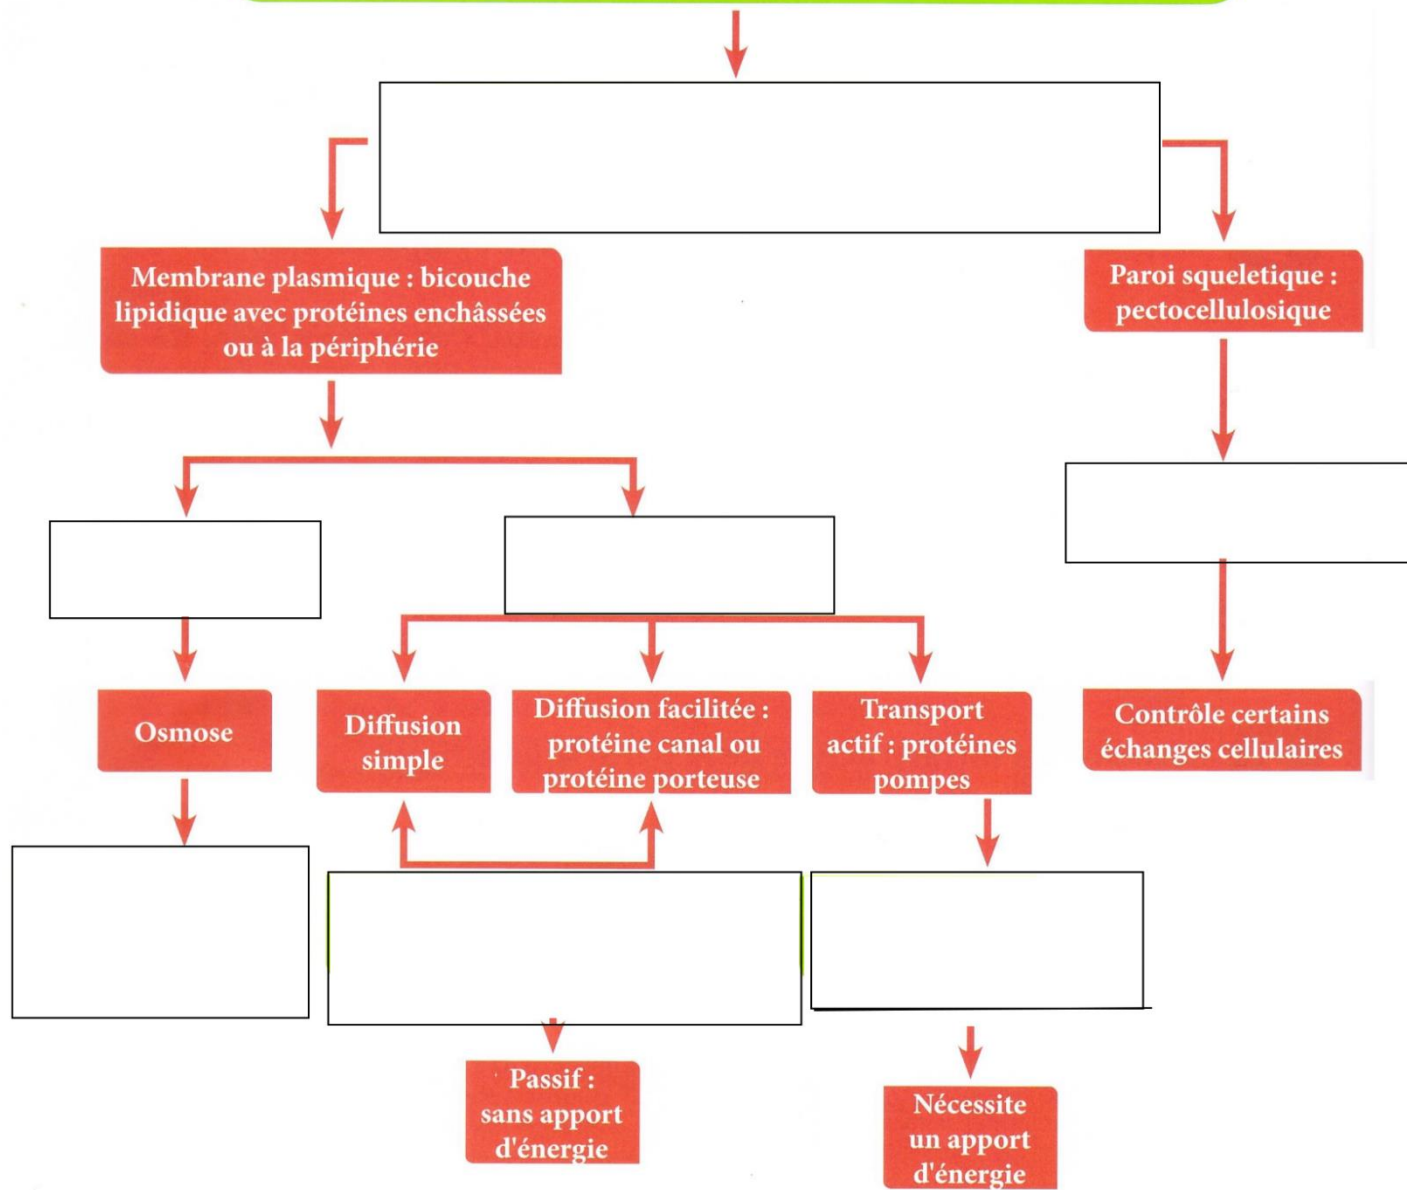 Membrane plasmique : bicouche
lipidique avec protéines enchâssées
ou à la périphérie
Paroi squeletique :
pectocellulosique
Osmose
Diffusion
simple
Diffusion facilitée :
protéine canal ou
protéine porteuse
Transport
actif : protéines
pompes
Contrôle certains
échanges cellulaires
Passif :
sans apport
d'énergie
Nécessite
un apport
d'énergie